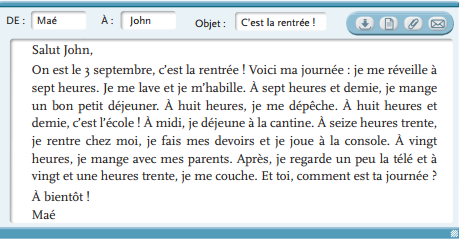 DE : Maé À : John Objet : C'est la rentrée !
Salut John,
On est le 3 septembre, c'est la rentrée ! Voici ma journée : je me réveille à
sept heures. Je me lave et je m'habille. À sept heures et demie, je mange
un bon petit déjeuner. À huit heures, je me dépêche. À huit heures et
demie, c'est l'école ! À midi, je déjeune à la cantine. À seize heures trente,
je rentre chez moi, je fais mes devoirs et je joue à la console. À vingt
heures, je mange avec mes parents. Après, je regarde un peu la télé et à
vingt et une heures trente, je me couche. Et toi, comment est ta journée ?
À bientôt !
Maé